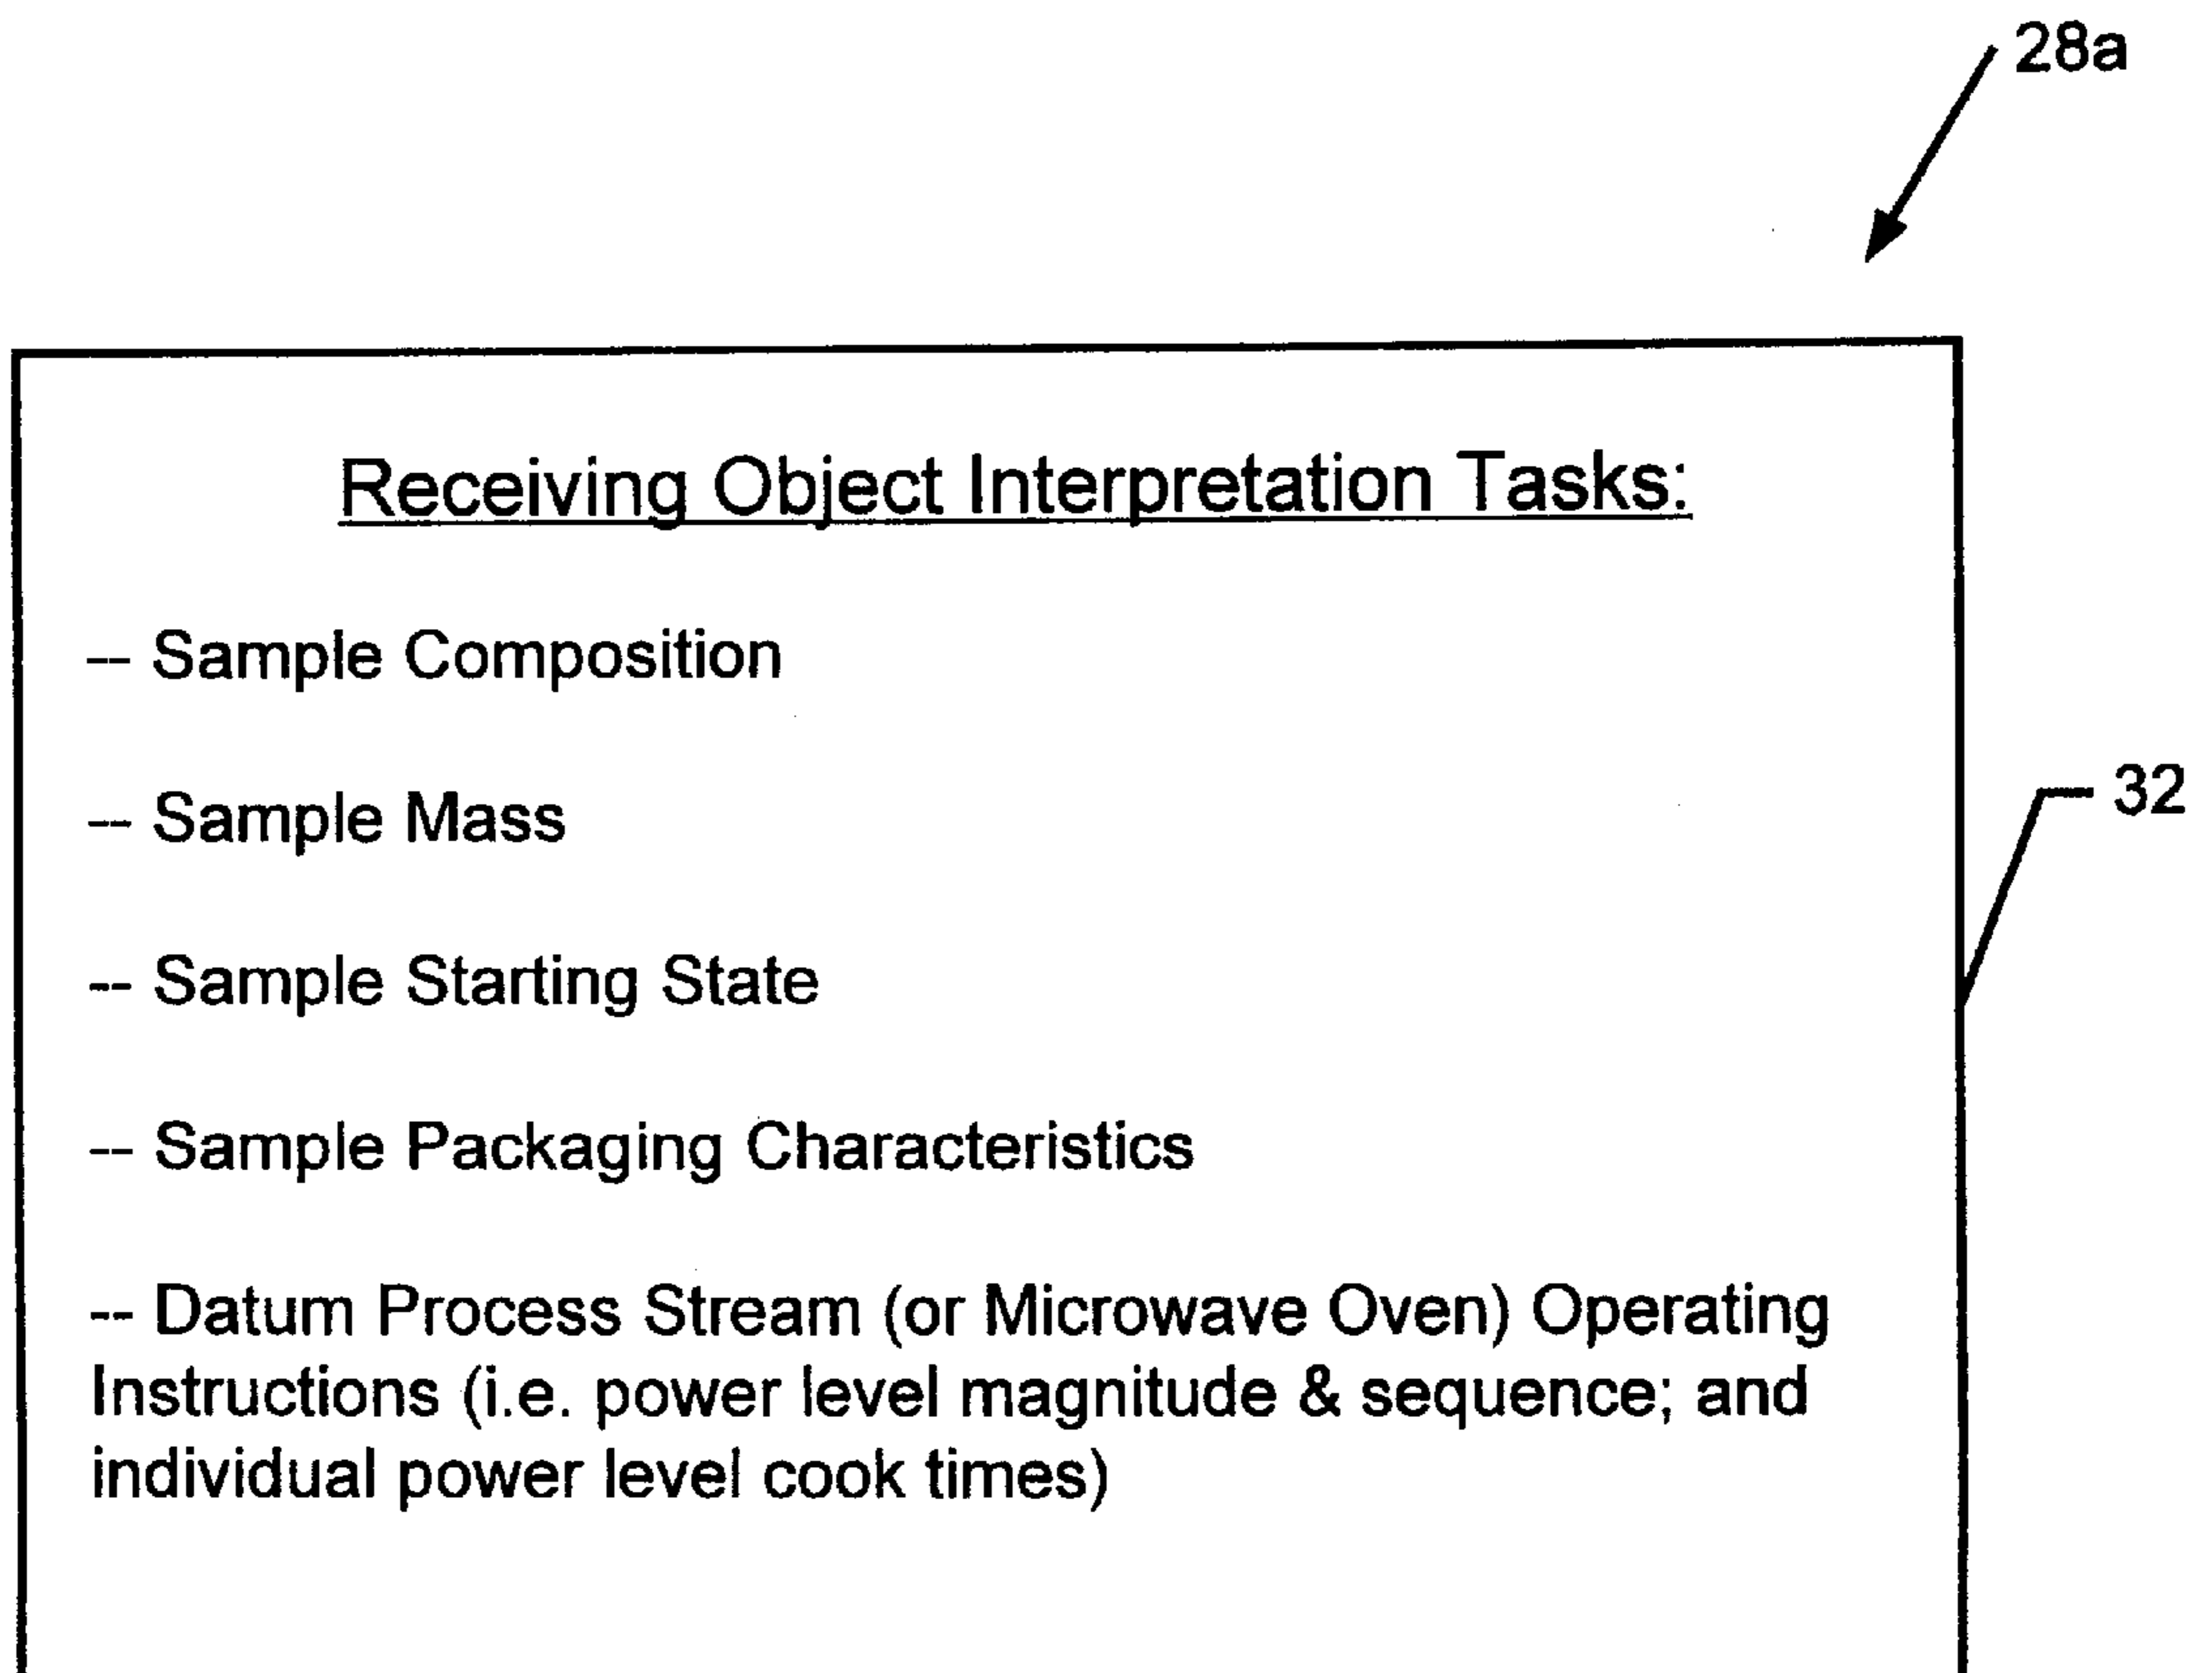 28a
Receiving Object Interpretation Tasks:
-- Sample Composition
-- Sample Mass
32
-- Sample Starting State
-- Sample Packaging Characteristics
-- Datum Process Stream (or Microwave Oven) Operating
Instructions (i.e. power level magnitude & sequence; and
individual power level cook times)